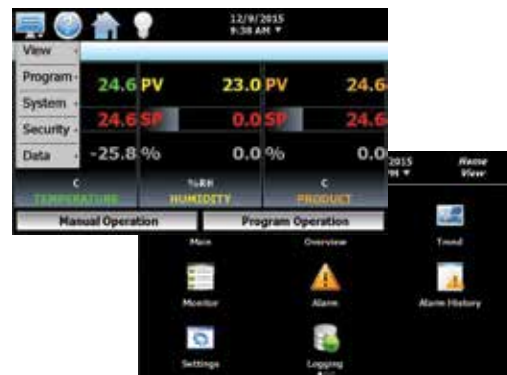 12/9/2015
9:38 AM ▼
View
Program
System
Security
Data
24.6 PV 23.0 PV 24.6
24.6 SP 0.0 SP 24.6
-25.8 % 0.0 % 0.0
C %RH C
TEMPERATURE HUMIDITY PRODUCT
Manual Operation Program Operation
2015
PM ▼
Home
View
Main Overview Trend
Monitor Alarm Alarm History
Settings Logging